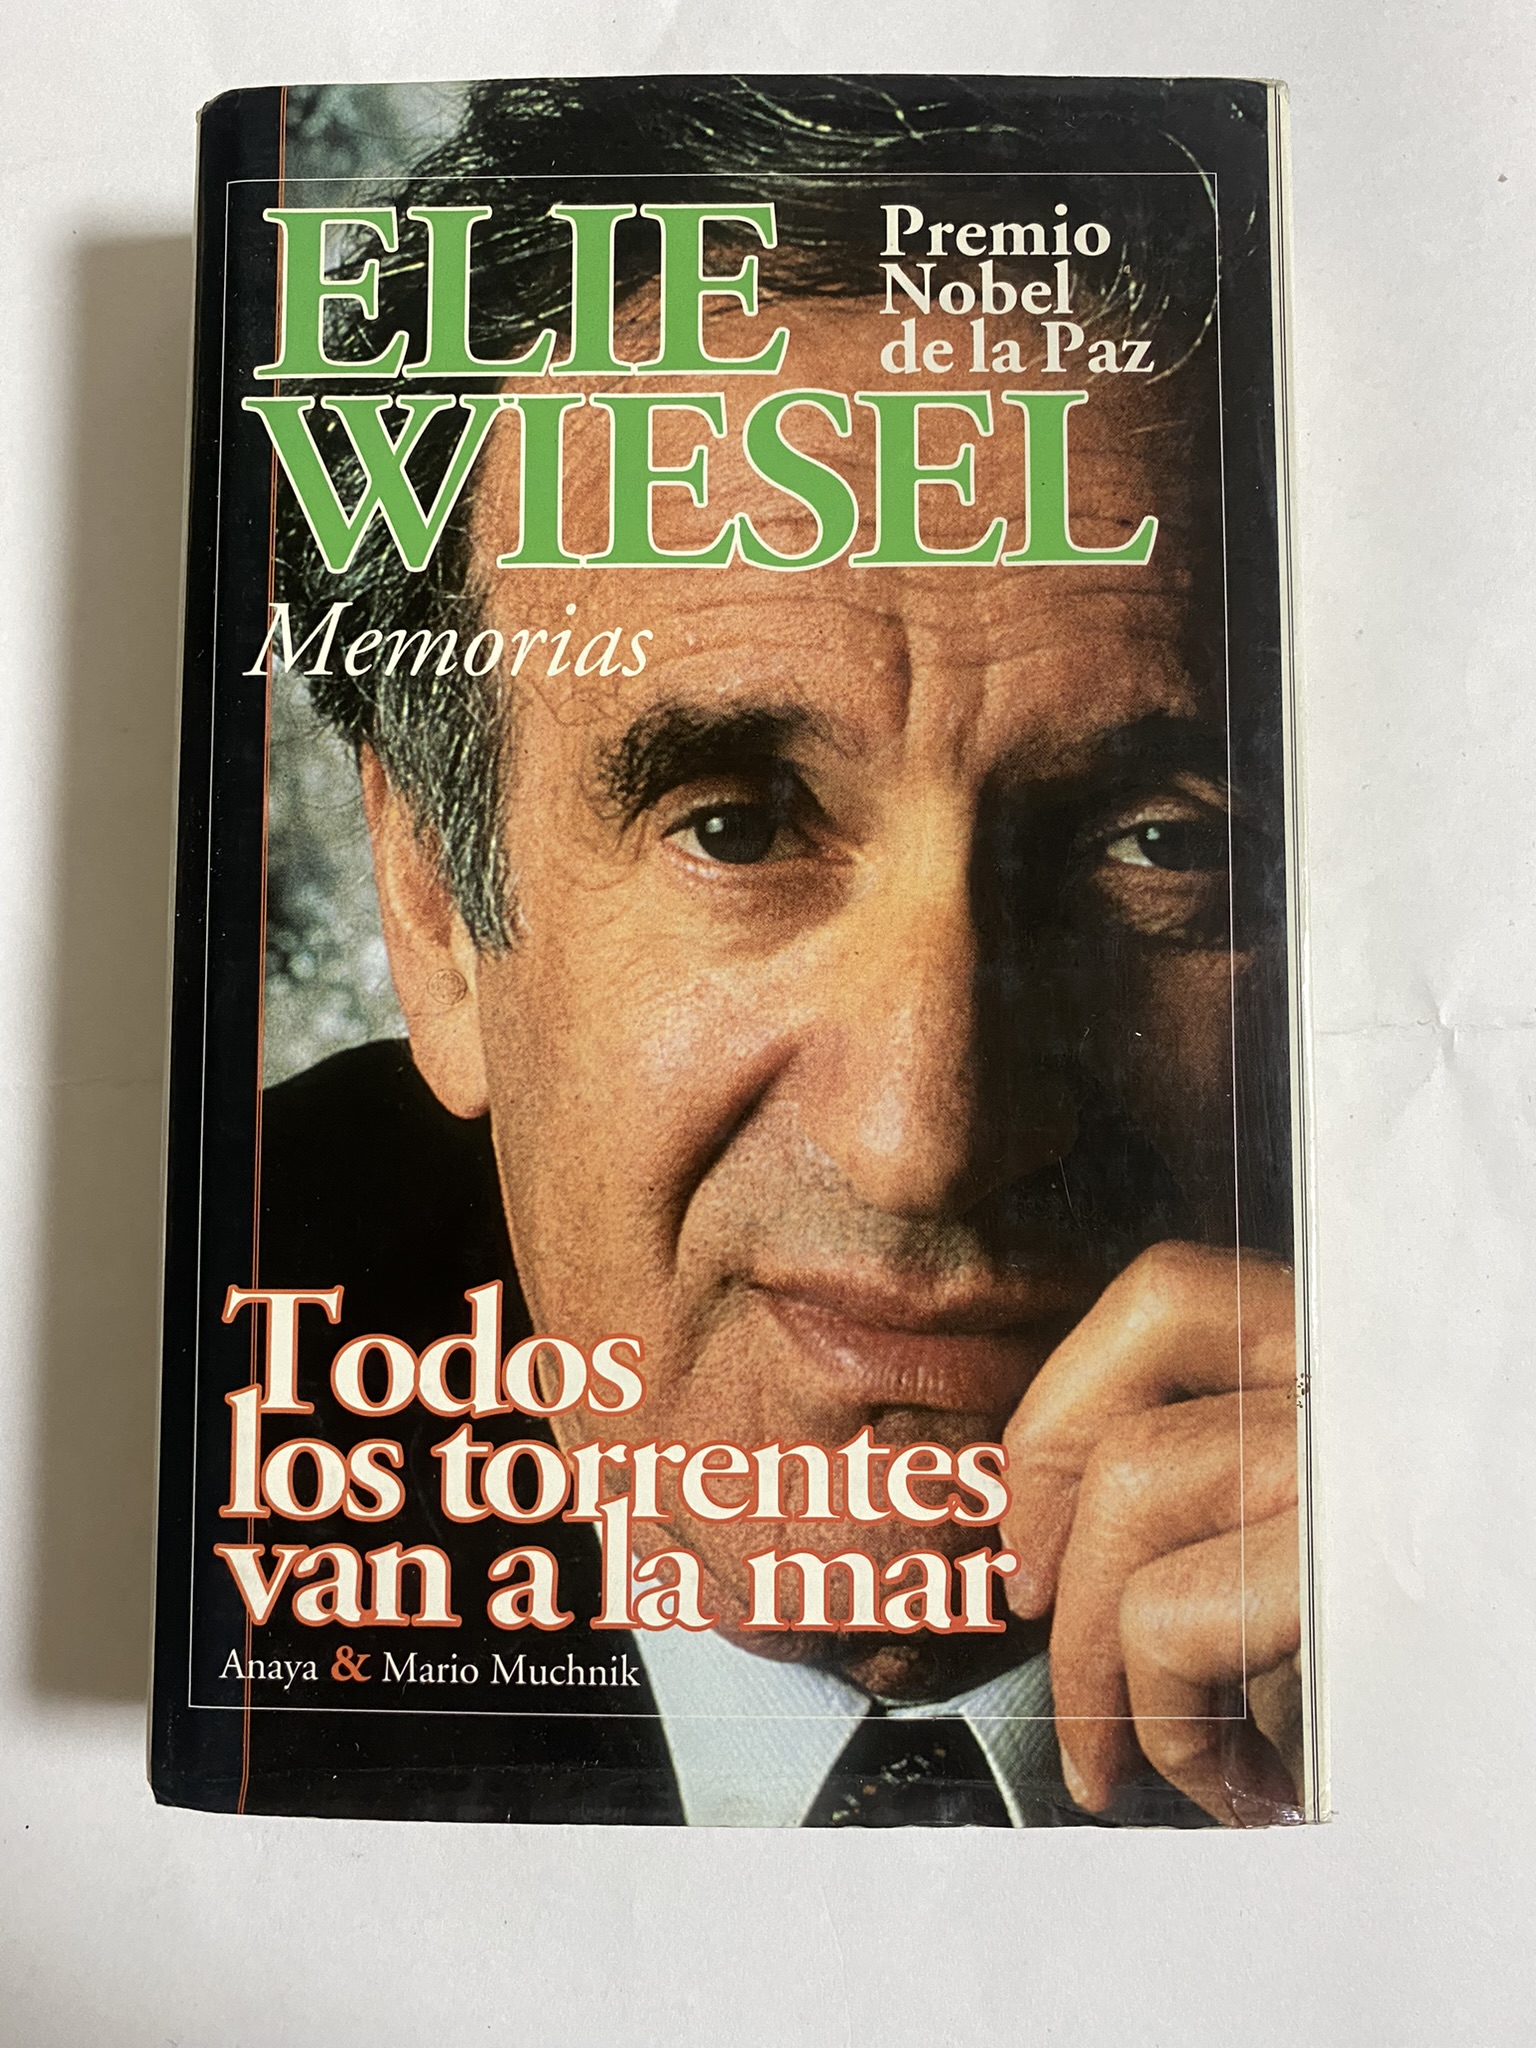 ELIE
WIESEL
Premio
Nobel
de la Paz
Memorias
Todos
los torrentes
van a la mar
Anaya & Mario Muchnik